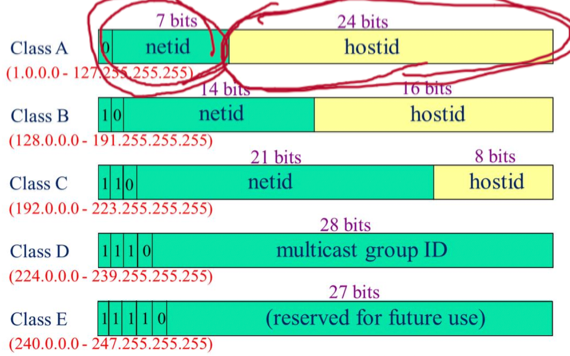 7 bits 24 bits
Class A 0 netid hostid
(1.0.0.0 - 127.255.255.255)
14 bits 16 bits
Class B 1 0 netid hostid
(128.0.0.0 - 191.255.255.255)
21 bits 8 bits
Class C 1 1 0 netid hostid
(192.0.0.0 - 223.255.255.255)
28 bits
Class D 1 1 1 0 multicast group ID
(224.0.0.0 - 239.255.255.255)
27 bits
Class E 1 1 1 1 0 (reserved for future use)
(240.0.0.0 - 247.255.255.255)